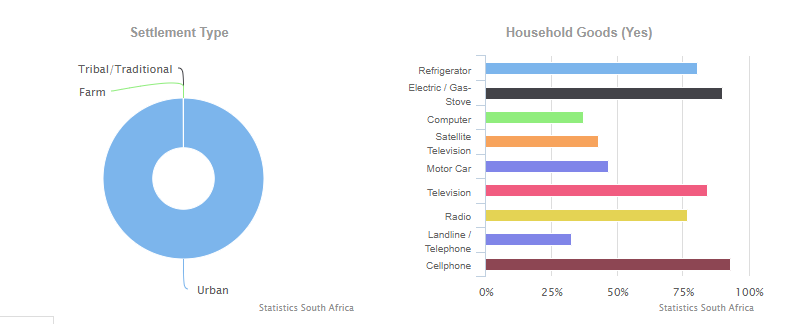 Settlement Type
Tribal/Traditional
Farm
Urban
Statistics South Africa
Household Goods (Yes)
Refrigerator
Electric / Gas-
Stove
Computer
Satellite
Television
Motor Car
Television
Radio
Landline /
Telephone
Cellphone
0% 25% 50% 75% 100%
Statistics South Africa